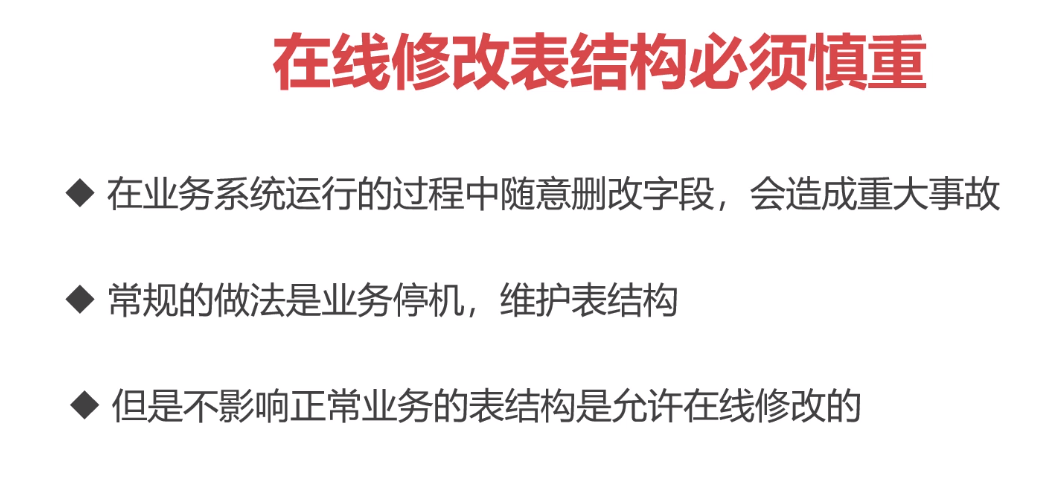 在线修改表结构必须慎重
◆ 在业务系统运行的过程中随意删改字段，会造成重大事故
◆ 常规的做法是业务停机，维护表结构
◆ 但是不影响正常业务的表结构是允许在线修改的